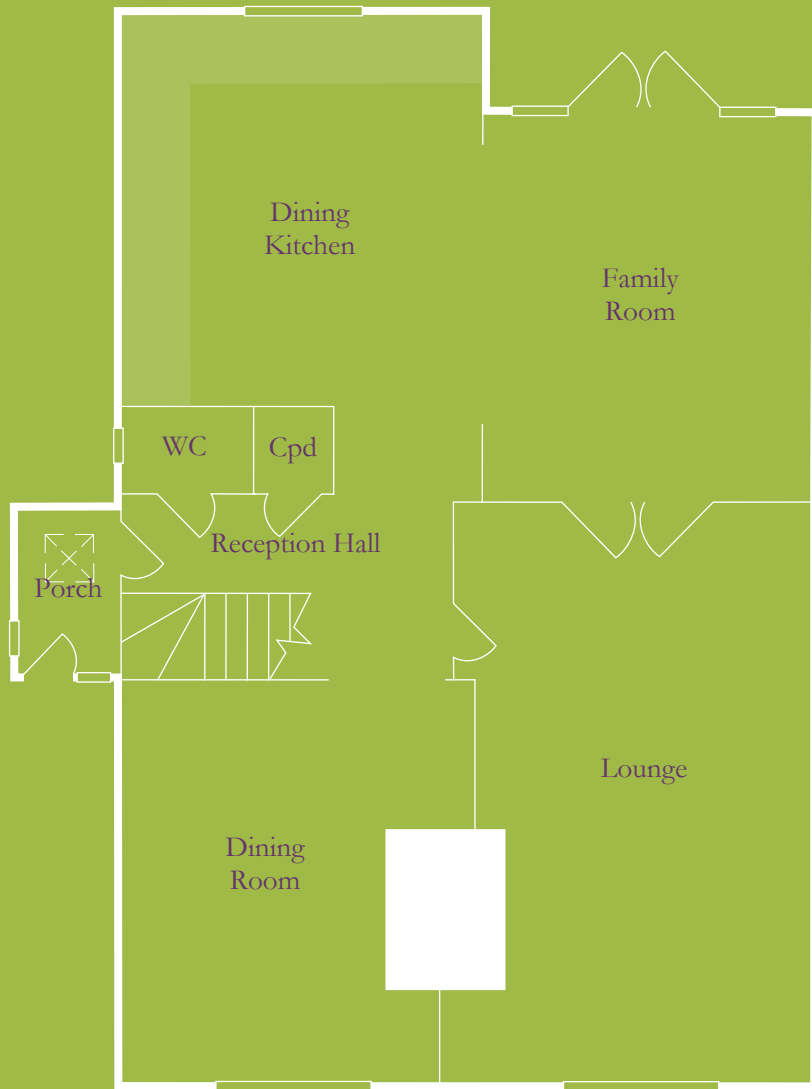 Dining
Kitchen
Family
Room
WC
Cpd
Reception Hall
Porch
Lounge
Dining
Room